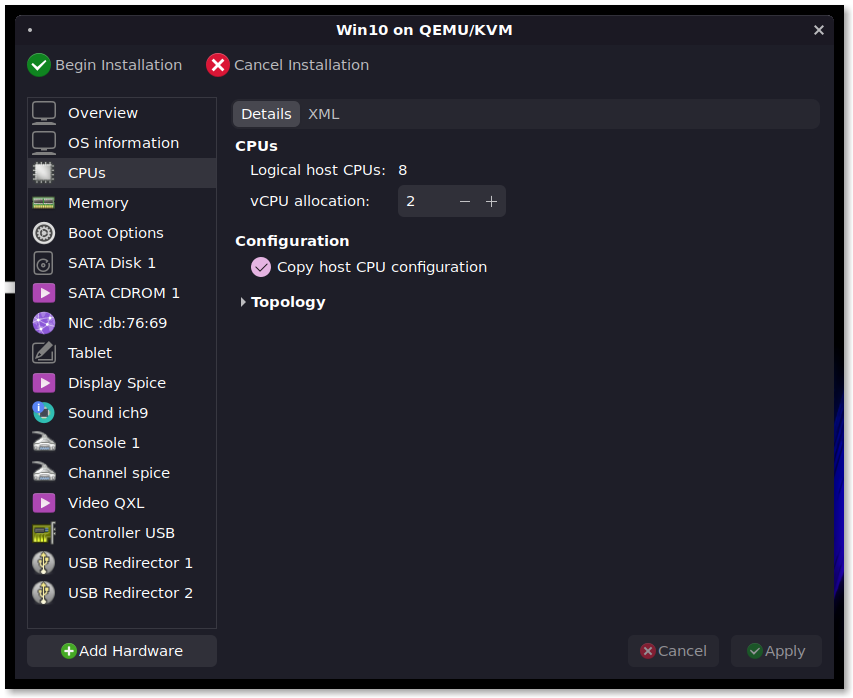 Win10 on QEMU/KVM
Begin Installation
Cancel Installation
Overview
OS information
CPUs
Memory
Boot Options
SATA Disk 1
SATA CDROM 1
NIC :db:76:69
Tablet
Display Spice
Sound ich9
Console 1
Channel spice
Video QXL
Controller USB
USB Redirector 1
USB Redirector 2
Add Hardware
Details
XML
CPUs
Logical host CPUs: 8
vCPU allocation: 2
Configuration
Copy host CPU configuration
Topology
Cancel
Apply